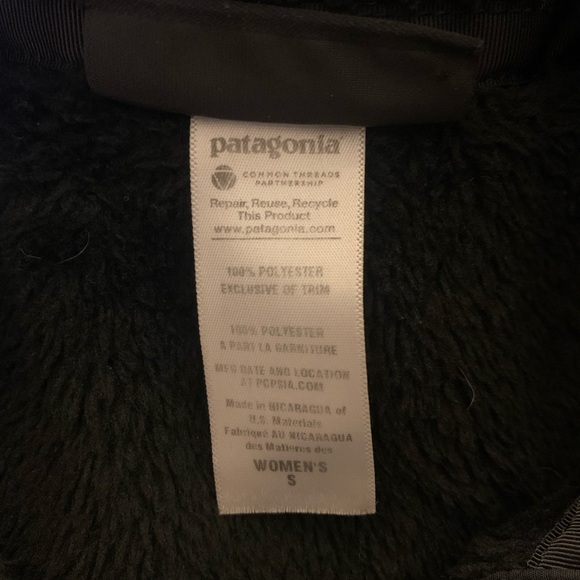 patagonia
COMMON THREADS
PARTNERSHIP
Repair, Reuse, Recycle
This Product
www.patagonia.com
100% POLYESTER
EXCLUSIVE OF TRIM
100% POLYESTER
A PART LA GARNITURE
MFG DATE AND LOCATION
AT PCPSIA.COM
Made in NICARAGUA of
U.S. Materials
Fabriqué AU NICARAGUA
des Matieres des
WOMEN'S
S